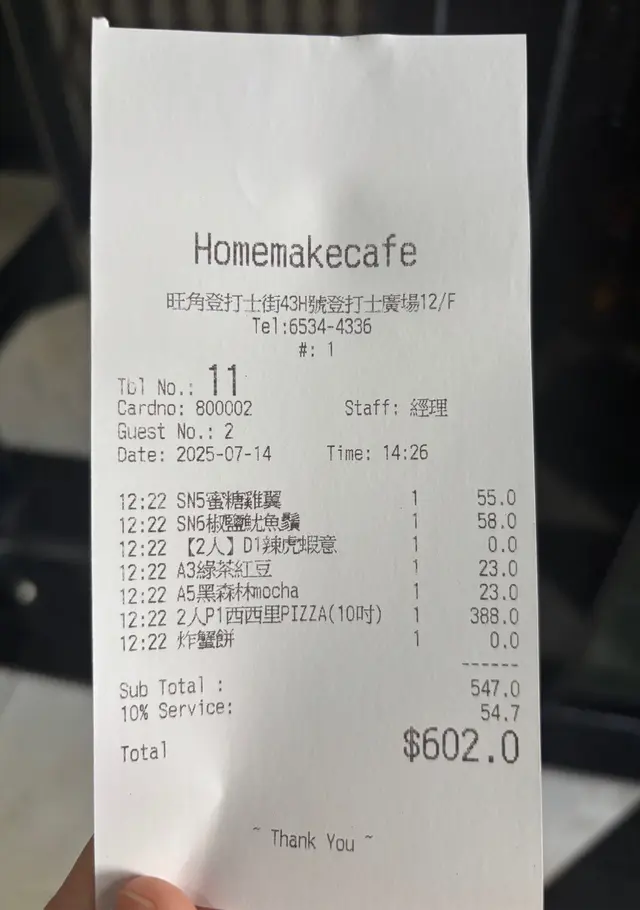 Homemakecafe
旺角登打士街43H號登打士廣場12/F
Tel:6534-4336
#: 1
Tbl No.: 11
Cardno: 800002 Staff: 經理
Guest No.: 2
Date: 2025-07-14 Time: 14:26
12:22 SN5蜜糖雞翼 1 55.0
12:22 SN6椒鹽魷魚鬚 1 58.0
12:22 【2人】D1辣虎蝦意 1 0.0
12:22 A3綠茶紅豆 1 23.0
12:22 A5黑森林mocha 1 23.0
12:22 2人P1西西里PIZZA(10吋) 1 388.0
12:22 炸蟹餅 1 0.0
------
Sub Total : 547.0
10% Service: 54.7
Total $602.0
~ Thank You ~